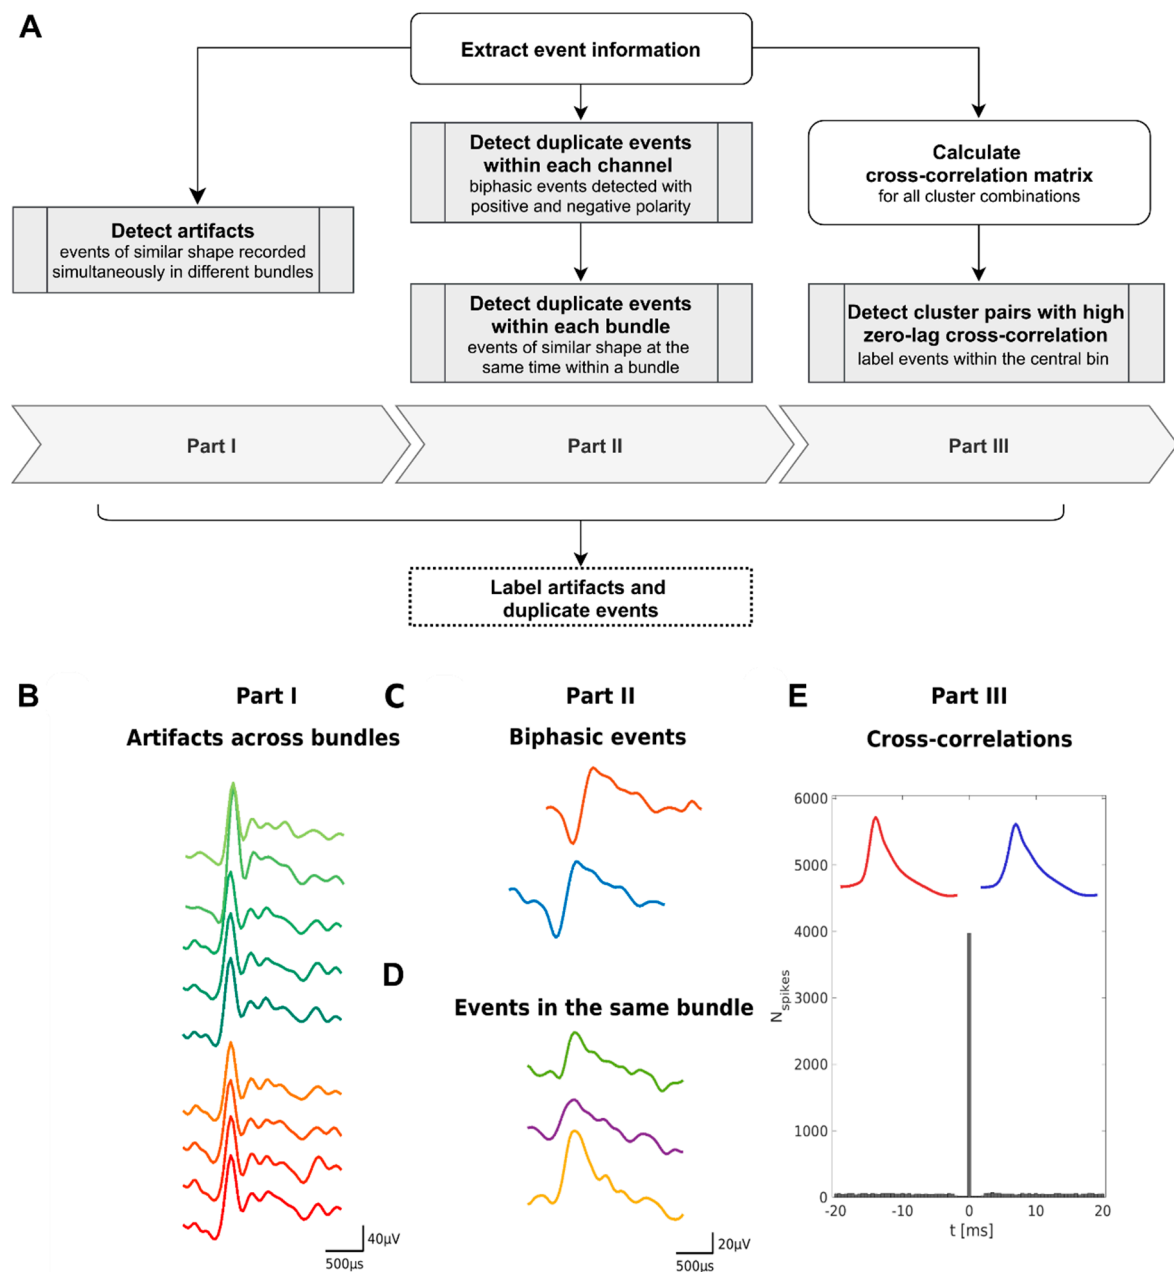 A
Extract event information
Detect duplicate events
within each channel
biphasic events detected with
positive and negative polarity
Calculate
cross-correlation matrix
for all cluster combinations
Detect artifacts
events of similar shape recorded
simultaneously in different bundles
Detect duplicate events
within each bundle
events of similar shape at the
same time within a bundle
Detect cluster pairs with high
zero-lag cross-correlation
label events within the central bin
Part I
Part II
Part III
Label artifacts and
duplicate events
B
Part I
Artifacts across bundles
40µV
500µs
C
Part II
Biphasic events
D
Events in the same bundle
20µV
500µs
E
Part III
Cross-correlations
6000
5000
4000
3000
2000
1000
0
Nspikes
-20
-10
0
10
20
t [ms]